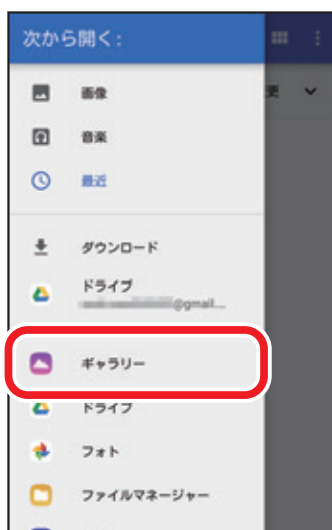 次から開く:
画像
音楽
最近
更
ダウンロード
ドライブ
@gmail...
ギャラリー
ドライブ
フォト
ファイルマネージャー